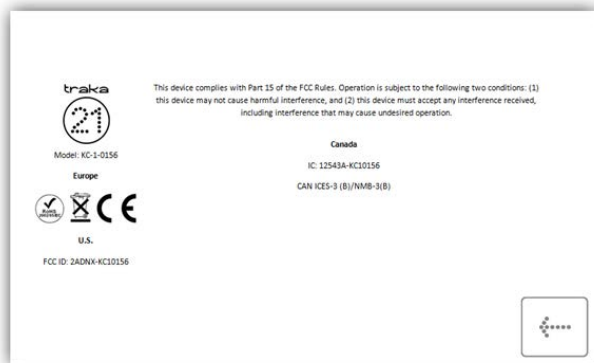 traka
21
Model: KC-1-0156
Europe
CE
U.S.
FCC ID: 2ADNX-KC10156
This device complies with Part 15 of the FCC Rules. Operation is subject to the following two conditions: (1)
this device may not cause harmful interference, and (2) this device must accept any interference received,
including interference that may cause undesired operation.
Canada
IC: 12543A-KC10156
CAN ICES-3 (B)/NMB-3(B)